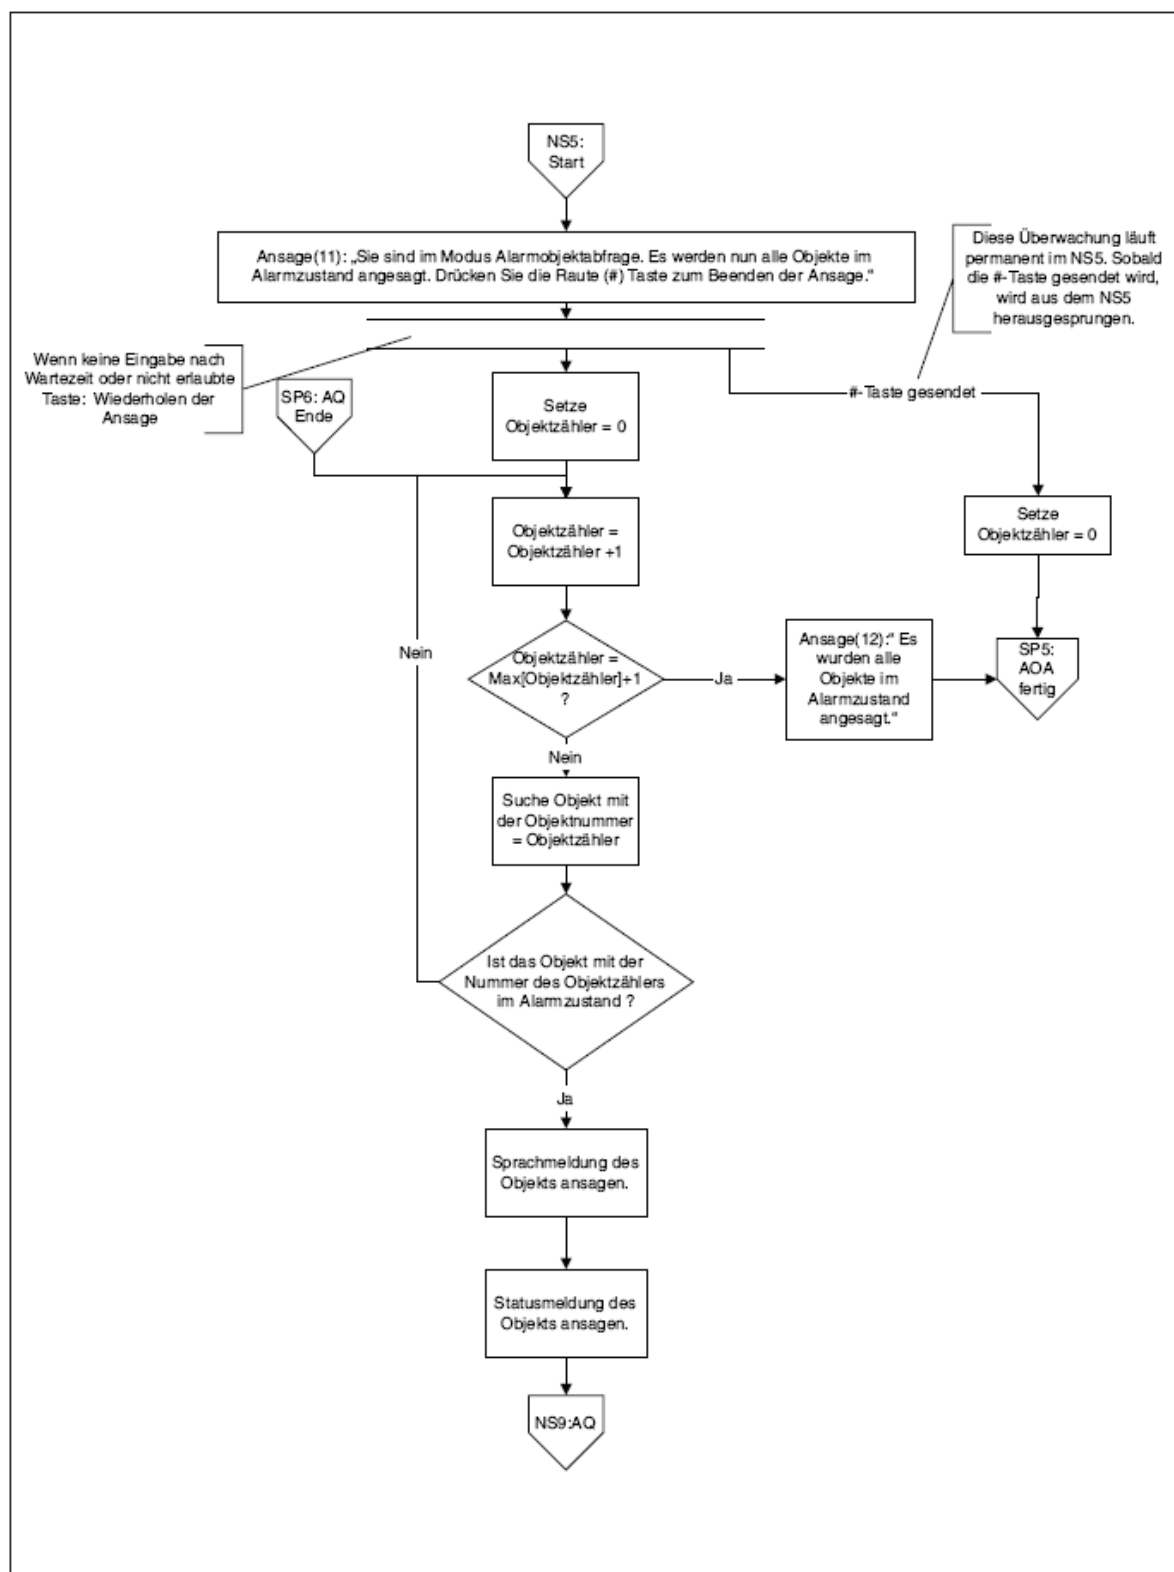 NS5:
Start
Ansage(11): „Sie sind im Modus Alarmobjektabfrage. Es werden nun alle Objekte im
Alarmzustand angesagt. Drücken Sie die Raute (#) Taste zum Beenden der Ansage.“
Diese Überwachung läuft
permanent im NS5. Sobald
die #-Taste gesendet wird,
wird aus dem NS5
herausgesprungen.
Wenn keine Eingabe nach
Wartezeit oder nicht erlaubte
Taste: Wiederholen der
Ansage
SP6: AQ
Ende
Setze
Objektzähler = 0
#-Taste gesendet
Objektzähler =
Objektzähler +1
Setze
Objektzähler = 0
Nein
Objektzähler =
Max[Objektzähler]+1
?
Ja
Ansage(12):“ Es
wurden alle
Objekte im
Alarmzustand
angesagt.“
SP5:
AOA
fertig
Nein
Suche Objekt mit
der Objektnummer
= Objektzähler
Ist das Objekt mit der
Nummer des Objektzählers
im Alarmzustand ?
Ja
Sprachmeldung des
Objekts ansagen.
Statusmeldung des
Objekts ansagen.
NS9:AQ